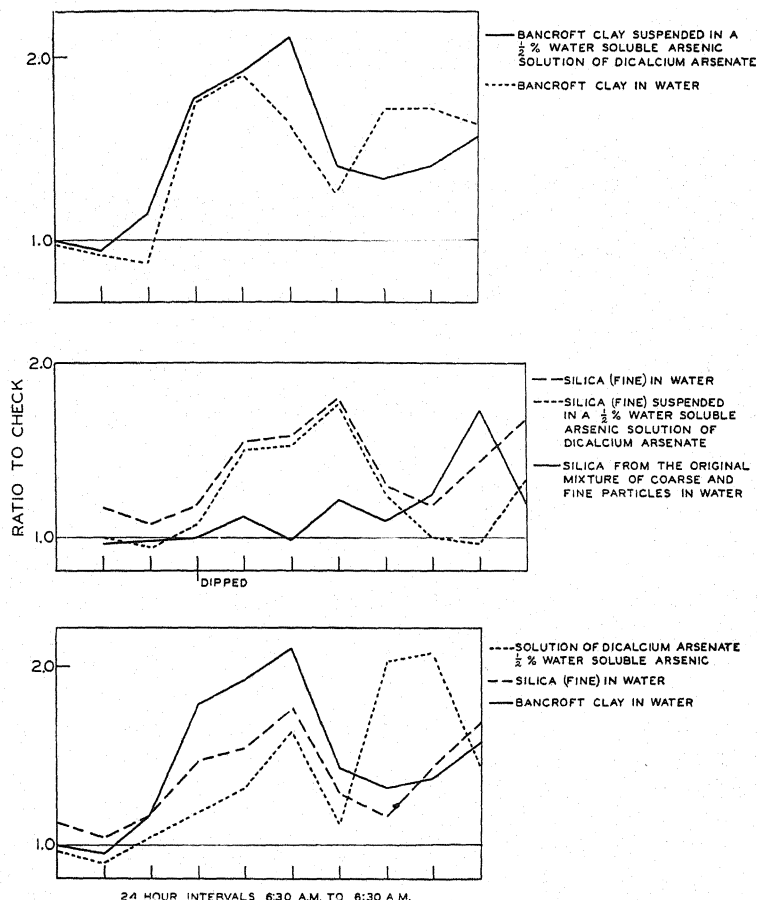 2.0
1.0
BANCROFT CLAY SUSPENDED IN A
½ % WATER SOLUBLE ARSENIC
SOLUTION OF DICALCIUM ARSENATE
BANCROFT CLAY IN WATER
RATIO TO CHECK
2.0
1.0
DIPPED
SILICA (FINE) IN WATER
SILICA (FINE) SUSPENDED
IN A ½ % WATER SOLUBLE
ARSENIC SOLUTION OF
DICALCIUM ARSENATE
SILICA FROM THE ORIGINAL
MIXTURE OF COARSE AND
FINE PARTICLES IN WATER
2.0
1.0
SOLUTION OF DICALCIUM ARSENATE
½ % WATER SOLUBLE ARSENIC
SILICA (FINE) IN WATER
BANCROFT CLAY IN WATER
24 HOUR INTERVALS 6:30 A.M. TO 6:30 A.M.